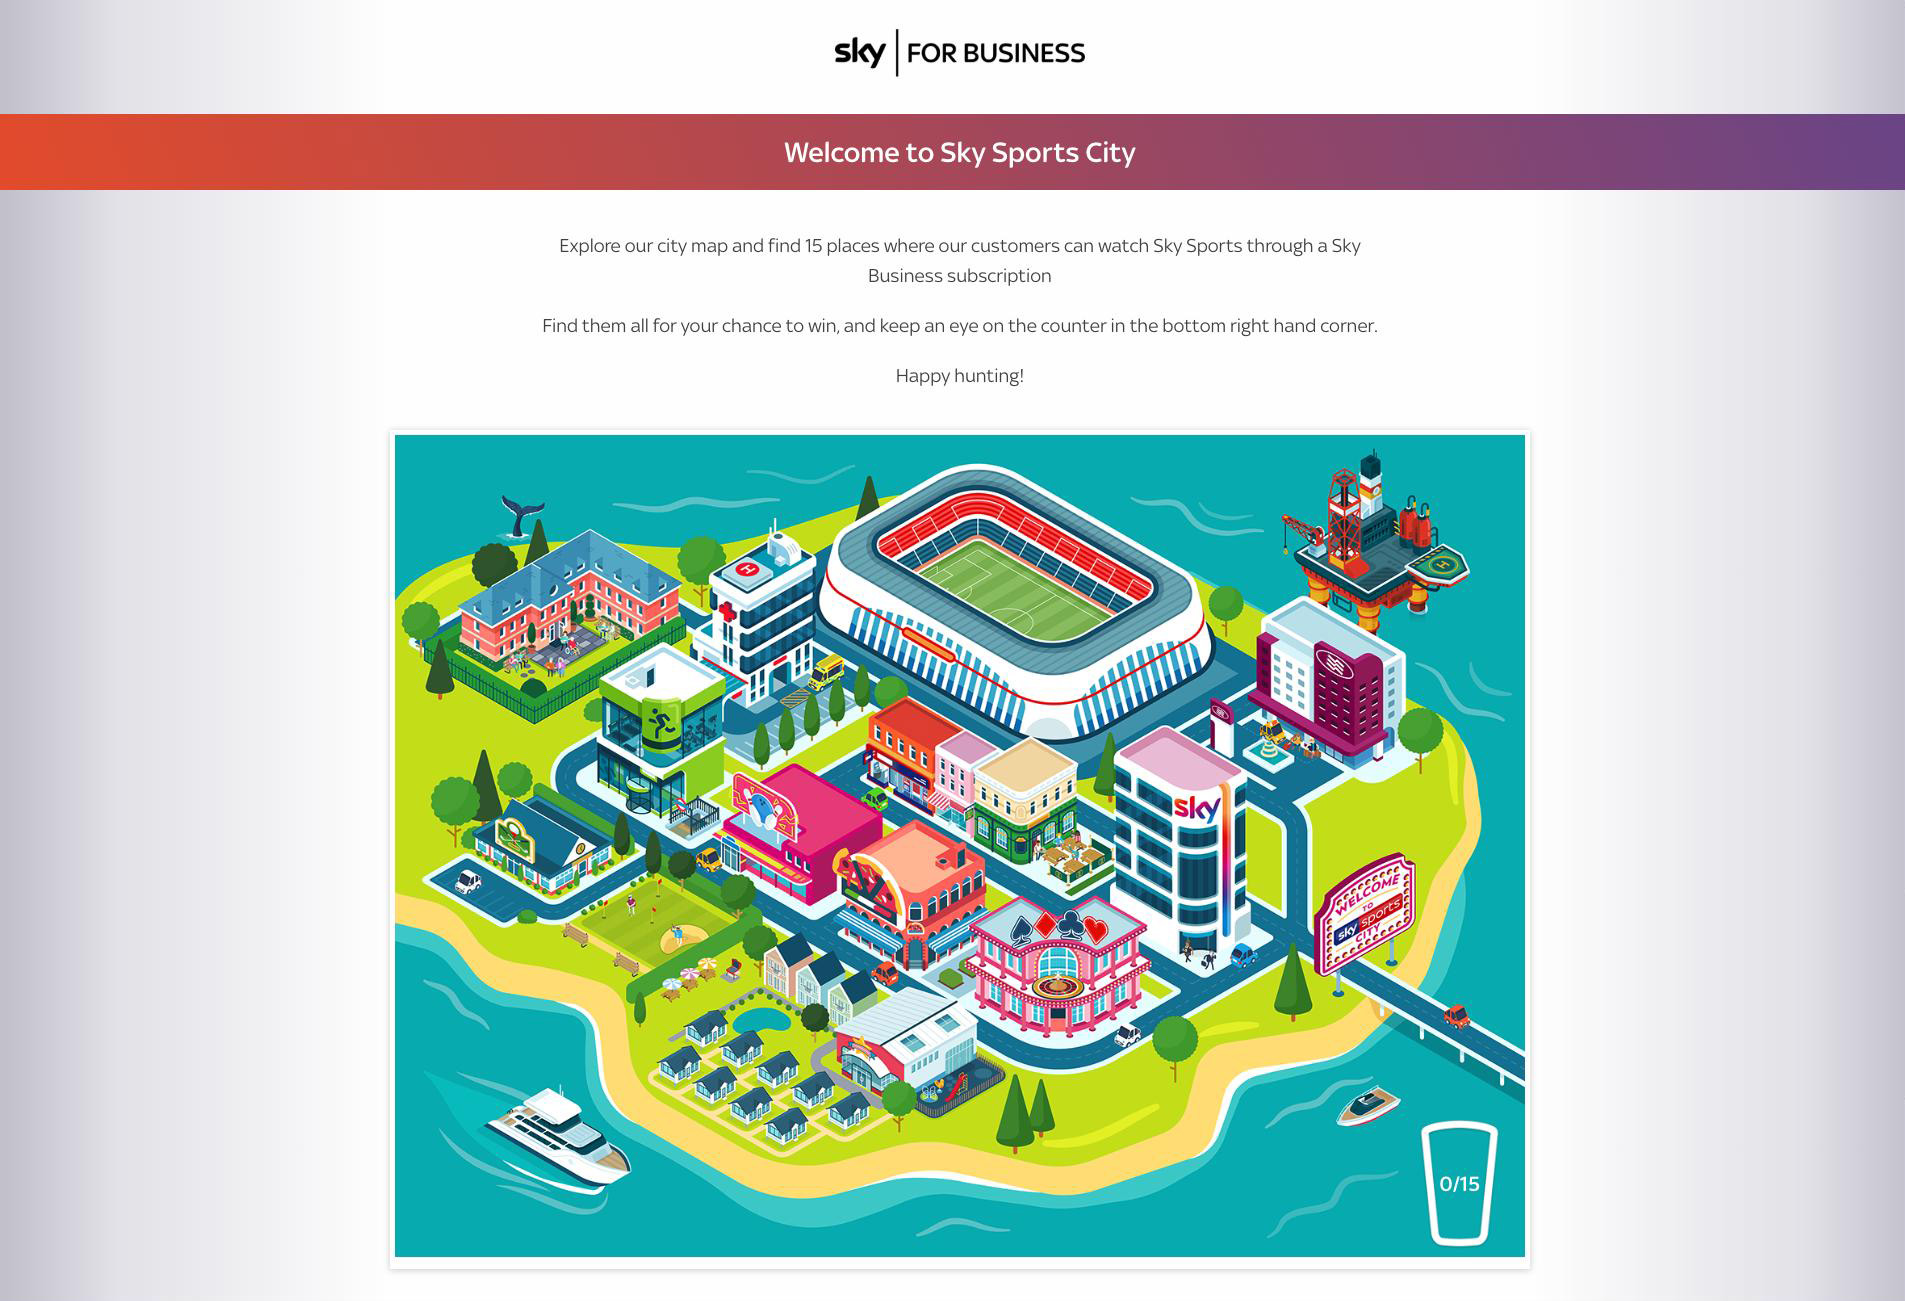 sky FOR BUSINESS
Welcome to Sky Sports City
Explore our city map and find 15 places where our customers can watch Sky Sports through a Sky
Business subscription
Find them all for your chance to win, and keep an eye on the counter in the bottom right hand corner.
Happy hunting!
H
H
sky
WELCOME
TO
sky sports
CITY
0/15